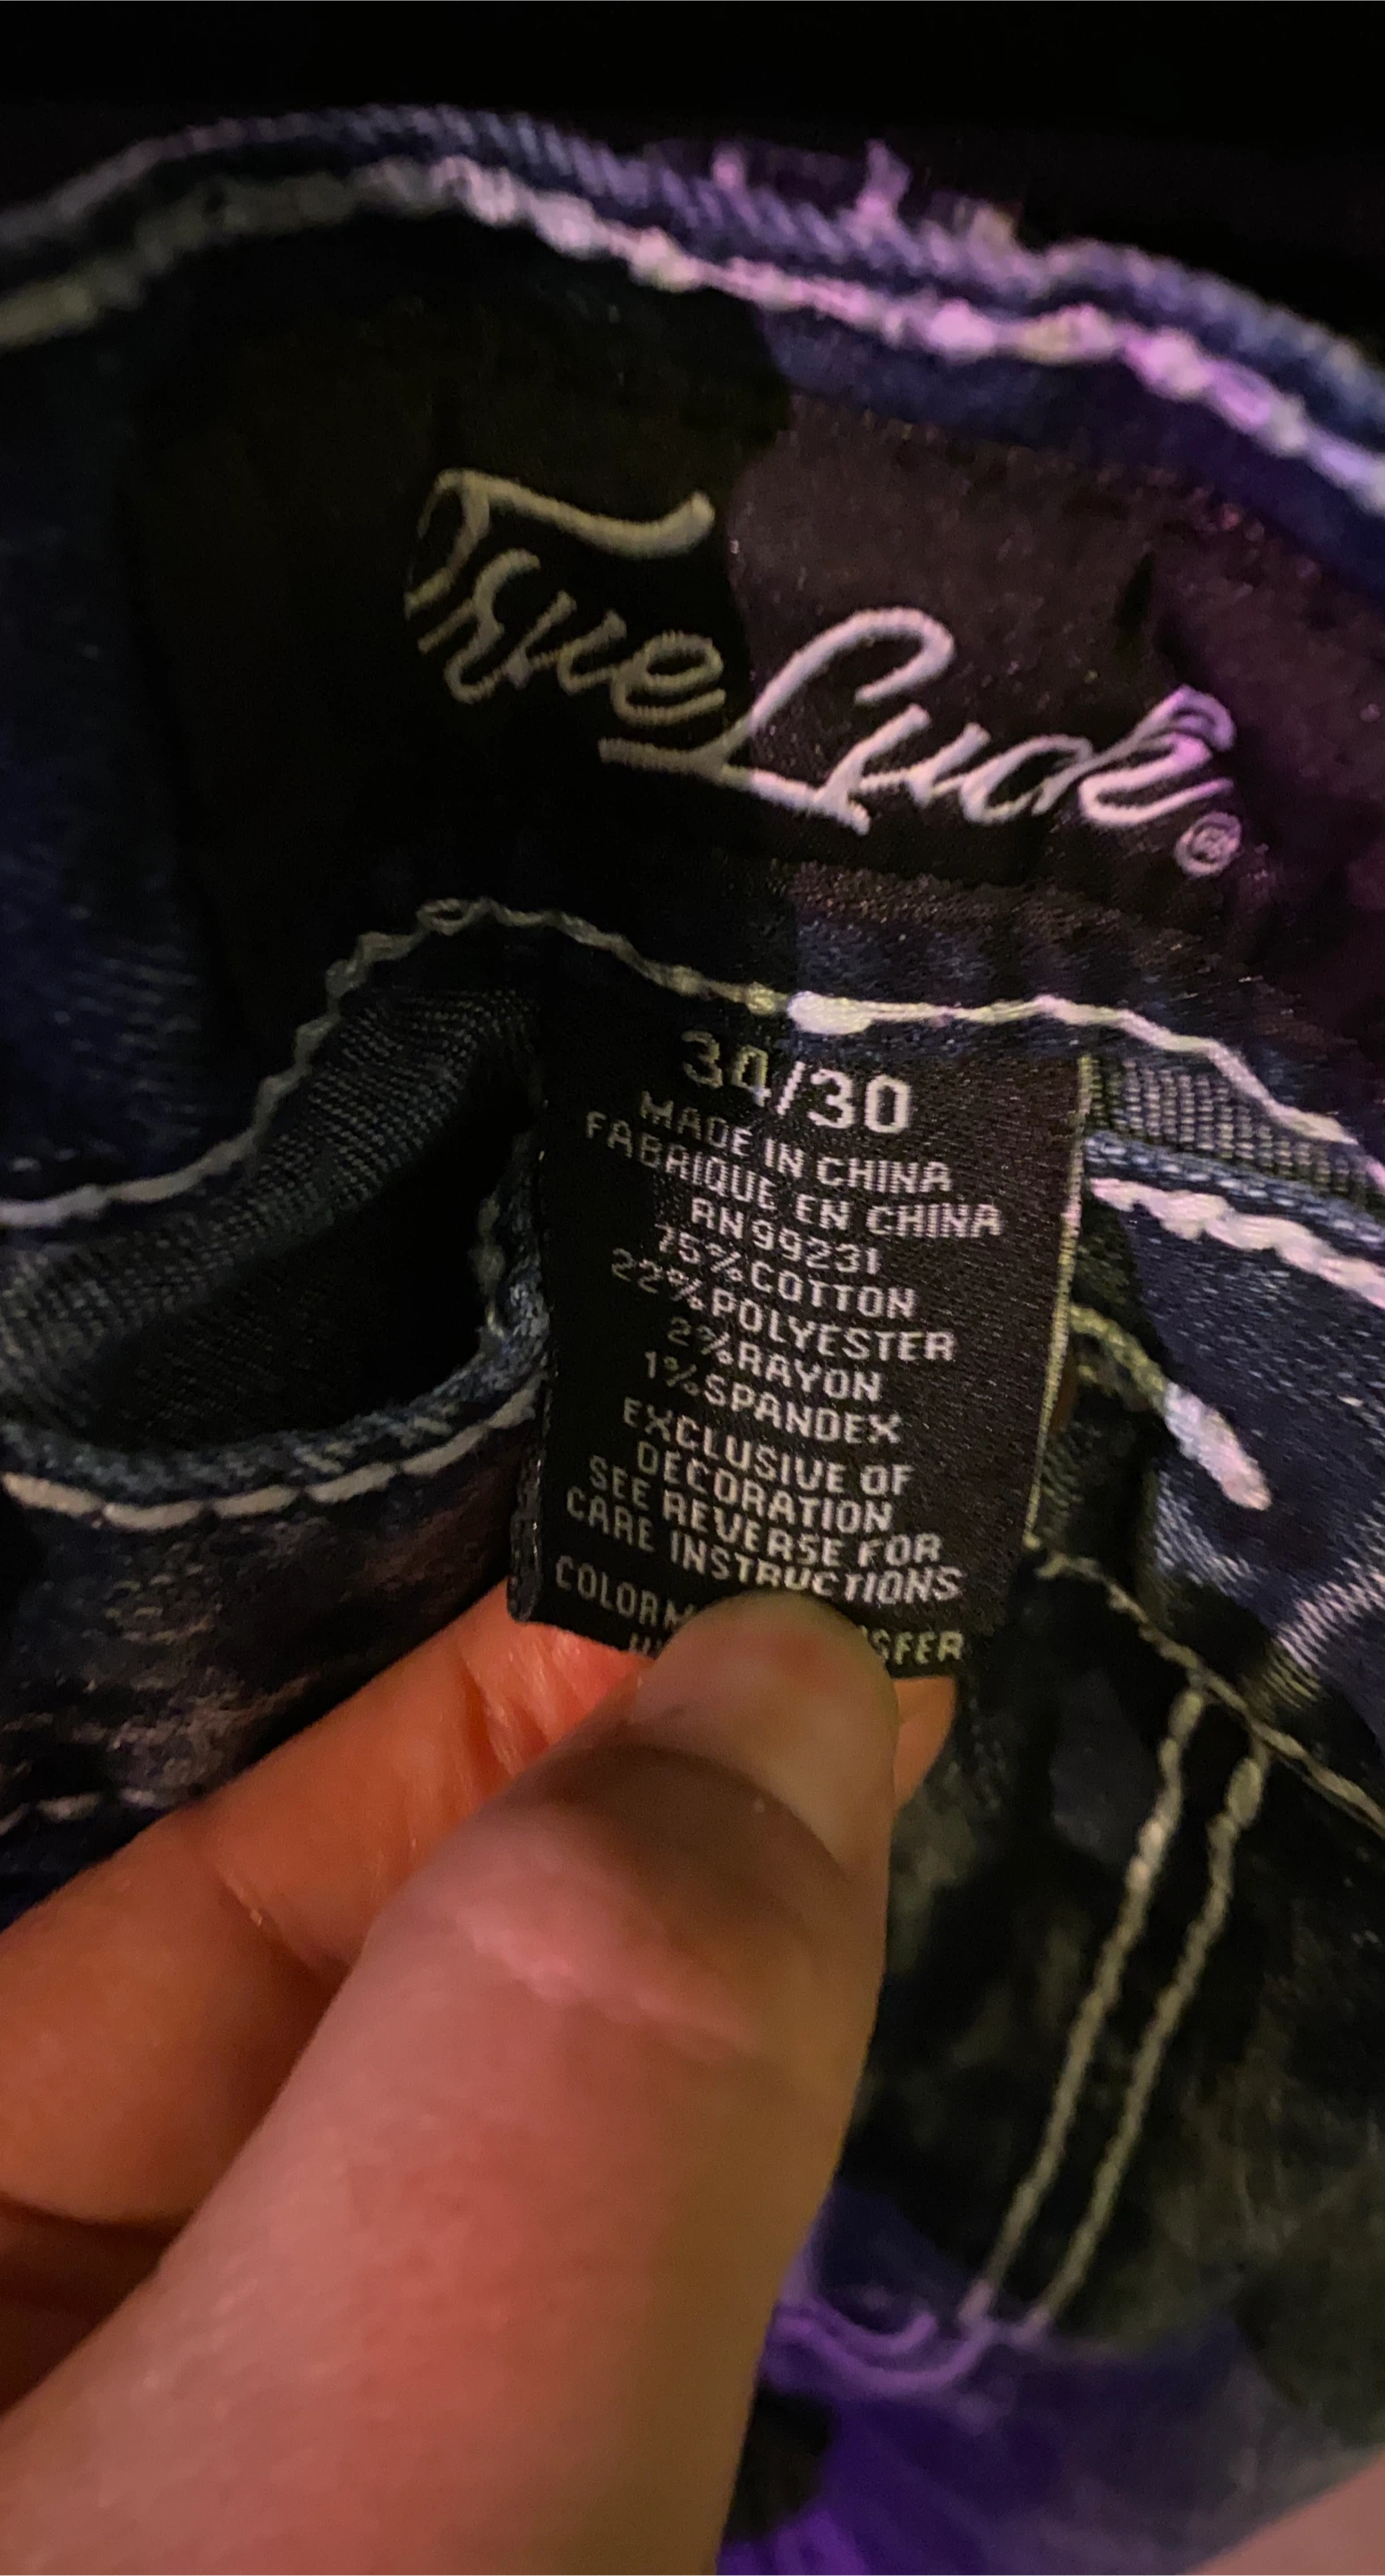 True Luck®
34/30
MADE IN CHINA
FABRIQUE EN CHINA
RN99231
75%COTTON
22%POLYESTER
2%RAYON
1%SPANDEX
EXCLUSIVE OF
DECORATION
SEE REVERSE FOR
CARE INSTRUCTIONS